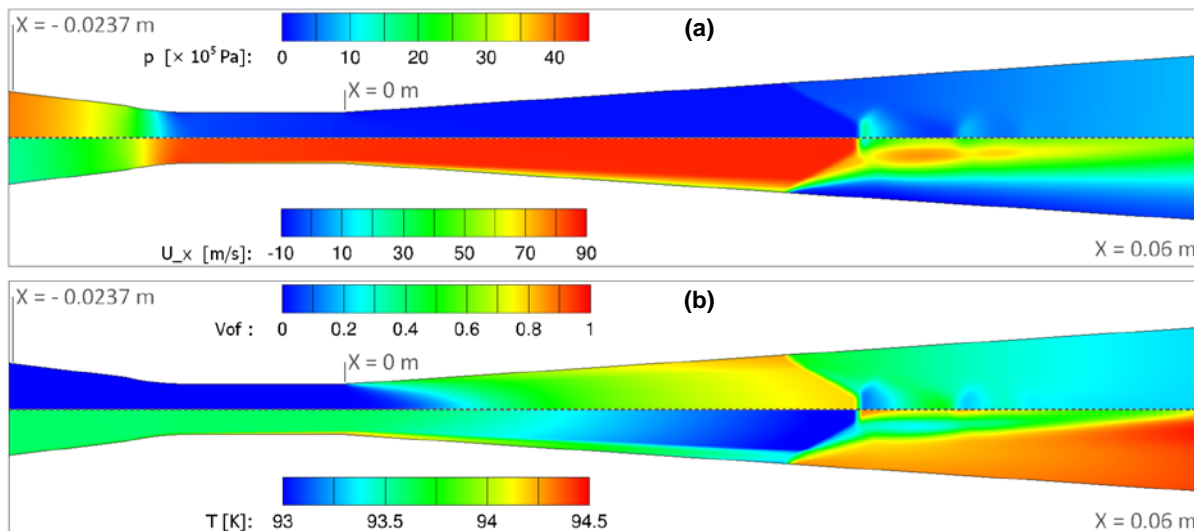 X = - 0.0237 m
(a)
p [× 10⁵ Pa]: 0 10 20 30 40
X = 0 m
U_x [m/s]: -10 10 30 50 70 90
X = 0.06 m
X = - 0.0237 m
(b)
Vof : 0 0.2 0.4 0.6 0.8 1
X = 0 m
T [K]: 93 93.5 94 94.5
X = 0.06 m